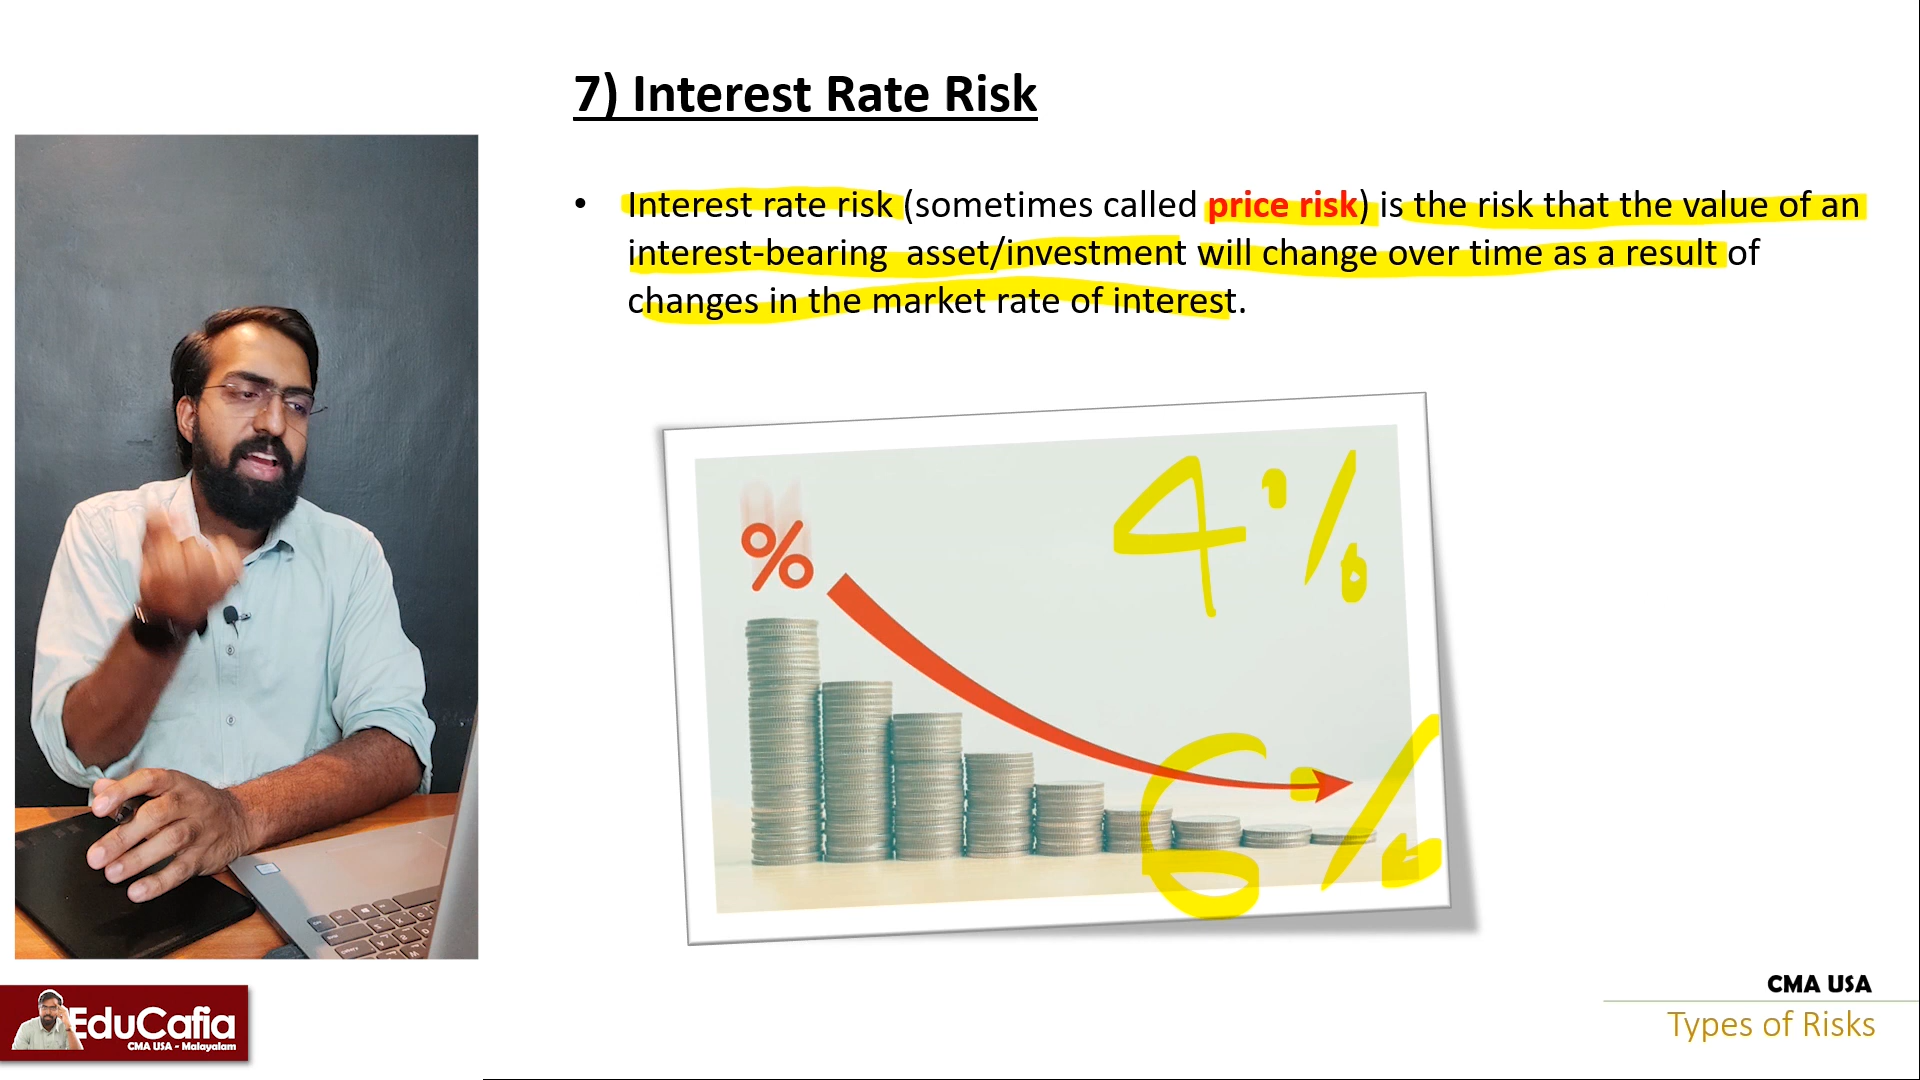 7) Interest Rate Risk
• Interest rate risk (sometimes called price risk) is the risk that the value of an
interest-bearing asset/investment will change over time as a result of
changes in the market rate of interest.
4%
%
6%
CMA USA
Types of Risks
EduCafia
CMA USA - Malayalam